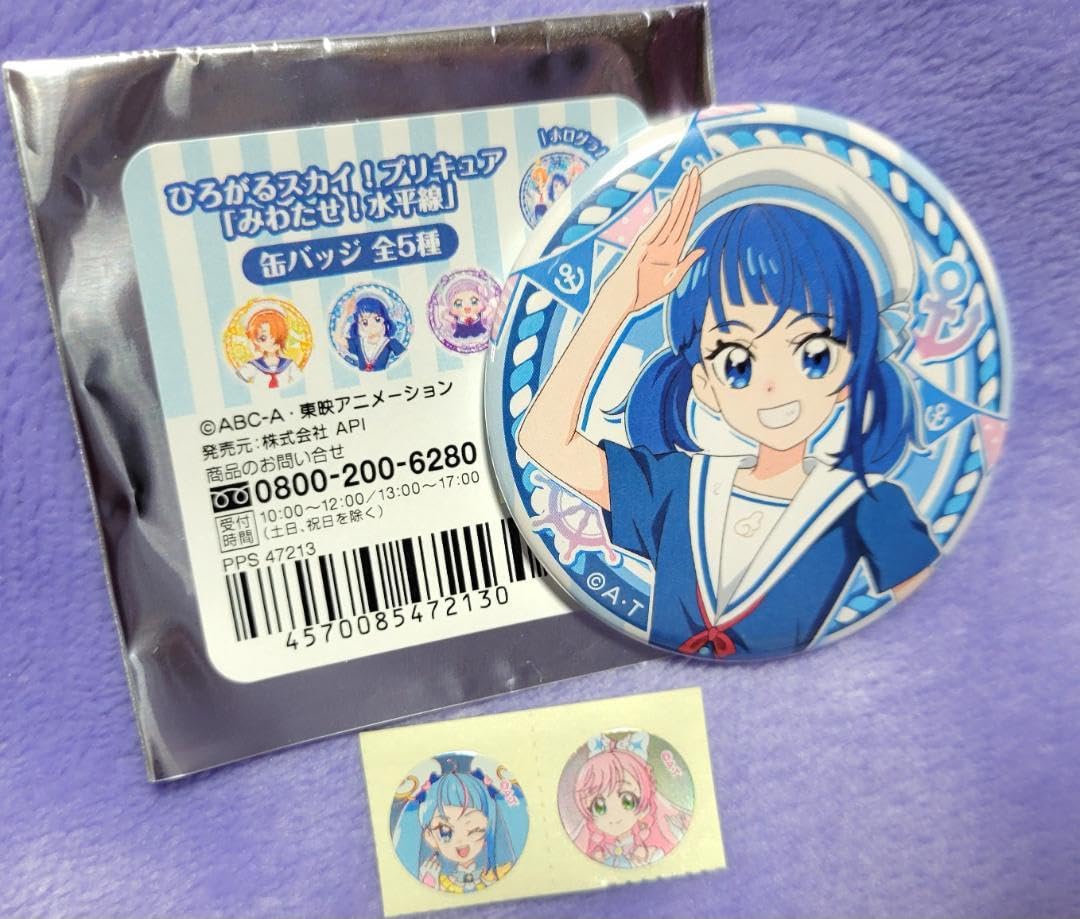 ひろがるスカイ!プリキュア
「みわたせ!水平線」
缶バッジ 全5種
「ホログラム
©ABC-A・東映アニメーション
発売元:株式会社 API
商品のお問い合せ
0800-200-6280
受付時間 10:00~12:00/13:00~17:00
(土日、祝日を除く)
PPS 47213
4570085472130
©A・T
©A・T
©A・T